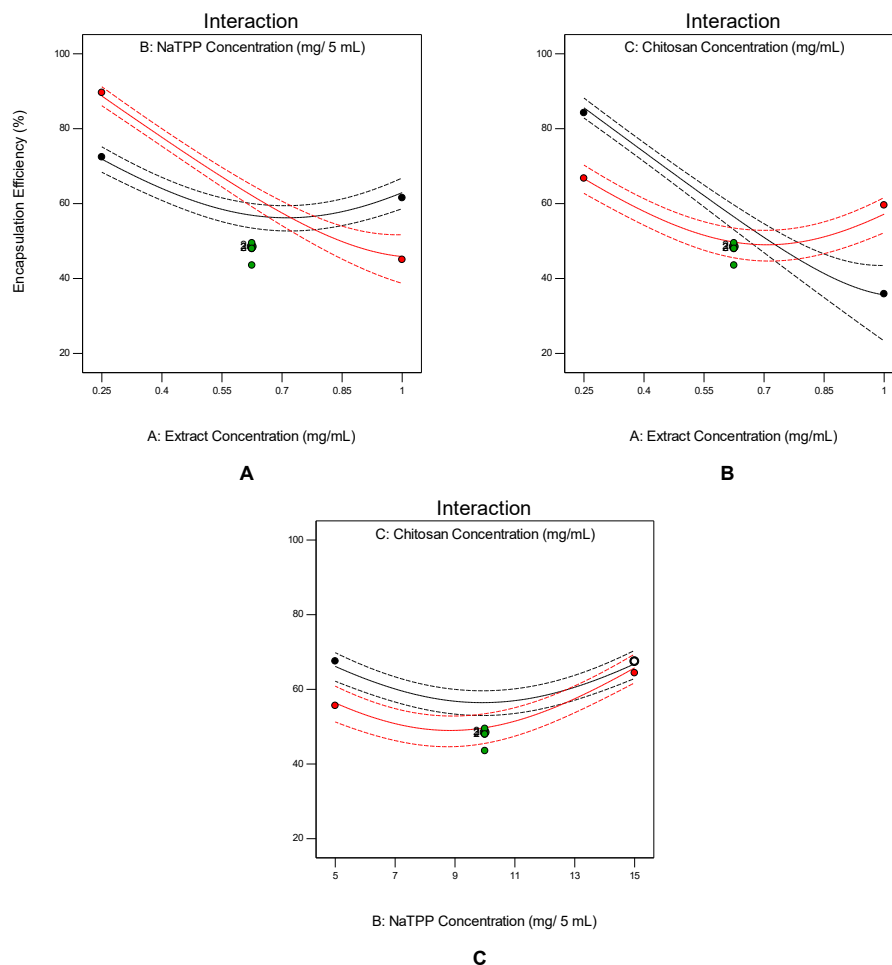 Interaction
B: NaTPP Concentration (mg/ 5 mL)
Encapsulation Efficiency (%)
100
80
60
40
20
0.25 0.4 0.55 0.7 0.85 1
A: Extract Concentration (mg/mL)
A
Interaction
C: Chitosan Concentration (mg/mL)
100
80
60
40
20
0.25 0.4 0.55 0.7 0.85 1
A: Extract Concentration (mg/mL)
B
Interaction
C: Chitosan Concentration (mg/mL)
100
80
60
40
20
5 7 9 11 13 15
B: NaTPP Concentration (mg/ 5 mL)
C